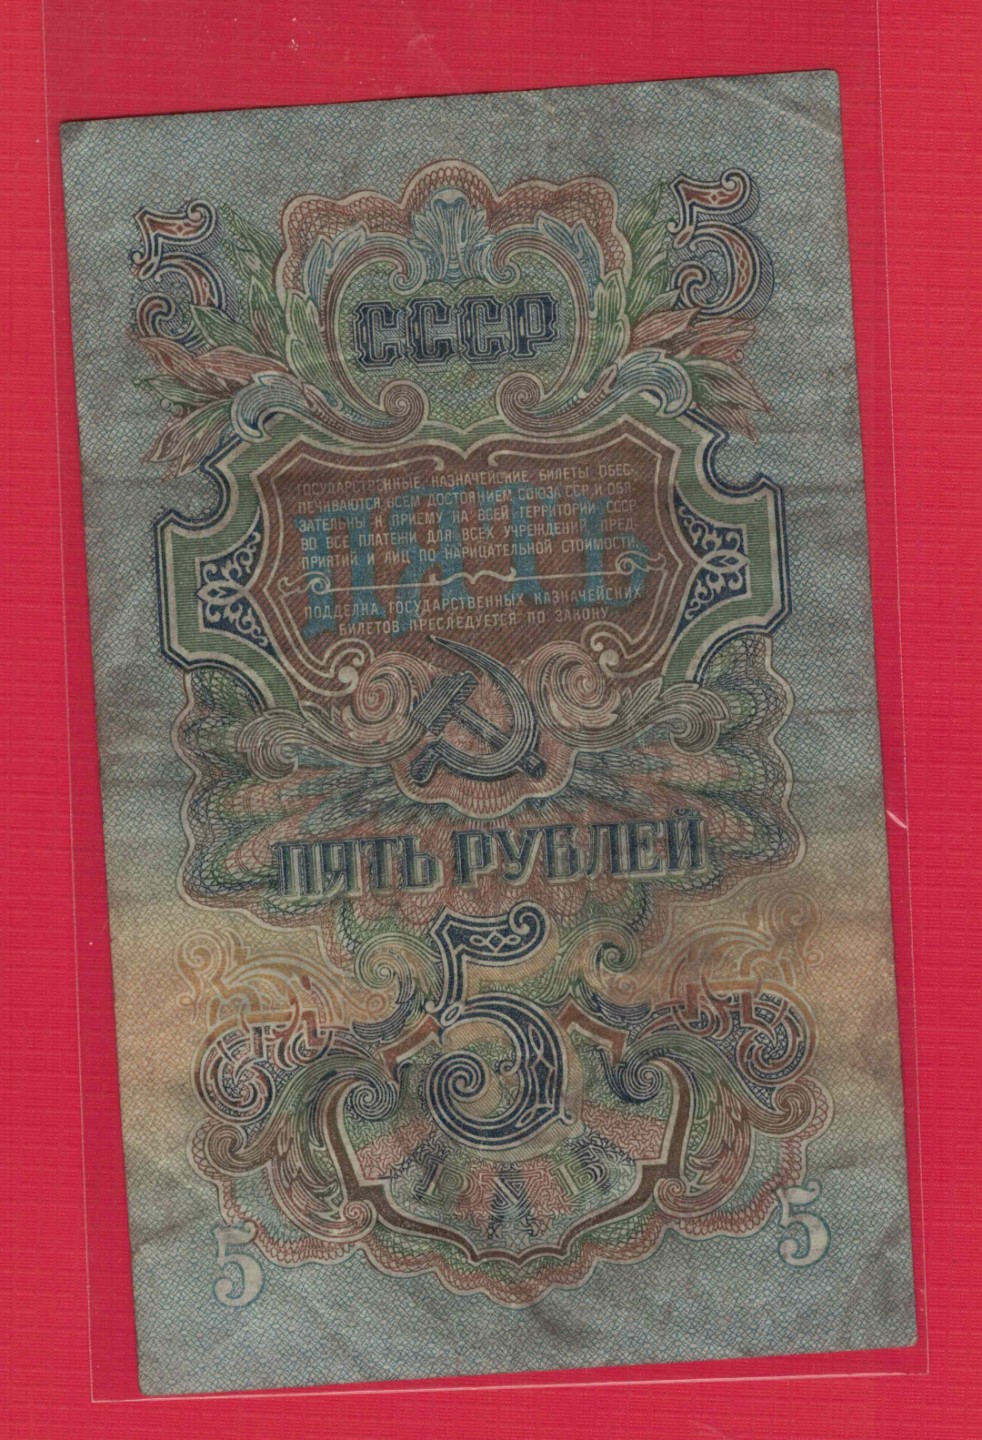 5 5
СССР
ПЯТЬ
ГОСУДАРСТВЕННЫЕ КАЗНАЧЕЙСКИЕ БИЛЕТЫ ОБЕС-
ПЕЧИВАЮТСЯ ВСЕМ ДОСТОЯНИЕМ СОЮЗА ССР И ОБЯ-
ЗАТЕЛЬНЫ К ПРИЕМУ НА ВСЕЙ ТЕРРИТОРИИ СССР
ВО ВСЕ ПЛАТЕЖИ ДЛЯ ВСЕХ УЧРЕЖДЕНИЙ, ПРЕД-
ПРИЯТИЙ И ЛИЦ ПО НАРИЦАТЕЛЬНОЙ СТОИМОСТИ.
ПОДДЕЛКА ГОСУДАРСТВЕННЫХ КАЗНАЧЕЙСКИХ
БИЛЕТОВ ПРЕСЛЕДУЕТСЯ ПО ЗАКОНУ
ПЯТЬ РУБЛЕЙ
5
5 5